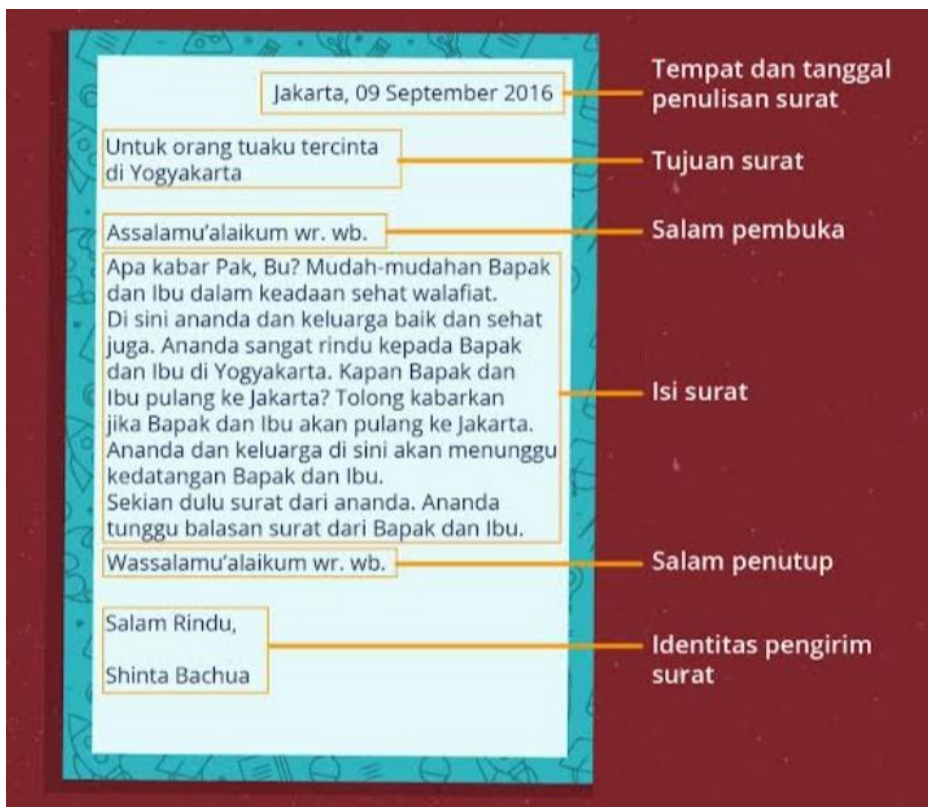 Jakarta, 09 September 2016
Tempat dan tanggal
penulisan surat
Untuk orang tuaku tercinta
di Yogyakarta
Tujuan surat
Assalamu’alaikum wr. wb.
Salam pembuka
Apa kabar Pak, Bu? Mudah-mudahan Bapak
dan Ibu dalam keadaan sehat walafiat.
Di sini ananda dan keluarga baik dan sehat
juga. Ananda sangat rindu kepada Bapak
dan Ibu di Yogyakarta. Kapan Bapak dan
Ibu pulang ke Jakarta? Tolong kabarkan
jika Bapak dan Ibu akan pulang ke Jakarta.
Ananda dan keluarga di sini akan menunggu
kedatangan Bapak dan Ibu.
Sekian dulu surat dari ananda. Ananda
tunggu balasan surat dari Bapak dan Ibu.
Isi surat
Wassalamu’alaikum wr. wb.
Salam penutup
Salam Rindu,
Shinta Bachua
Identitas pengirim
surat